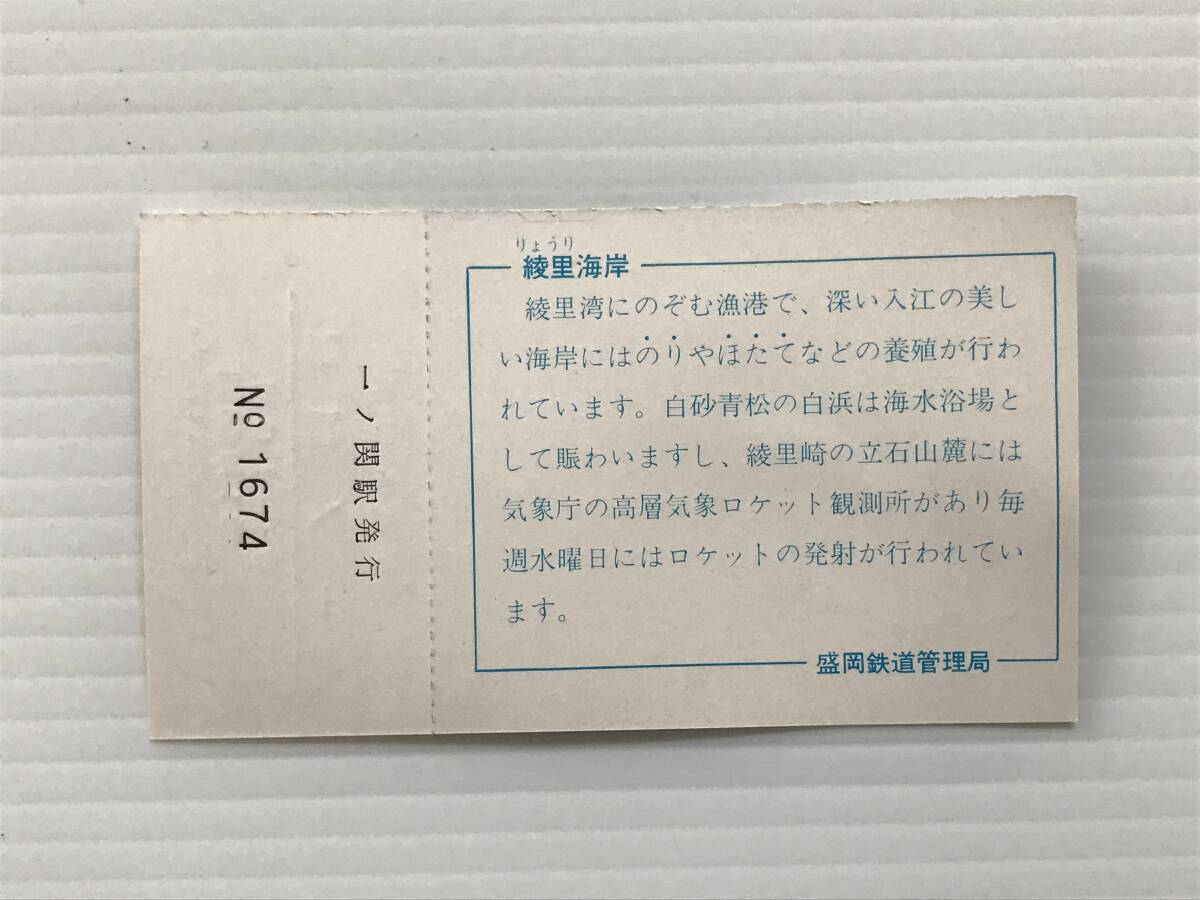 りょうり
綾里海岸
綾里湾にのぞむ漁港で、深い入江の美し
い海岸にはのりやほたてなどの養殖が行わ
れています。白砂青松の白浜は海水浴場と
して賑わいますし、綾里崎の立石山麓には
気象庁の高層気象ロケット観測所があり毎
週水曜日にはロケットの発射が行われてい
ます。
盛岡鉄道管理局
一ノ関駅発行
№1674